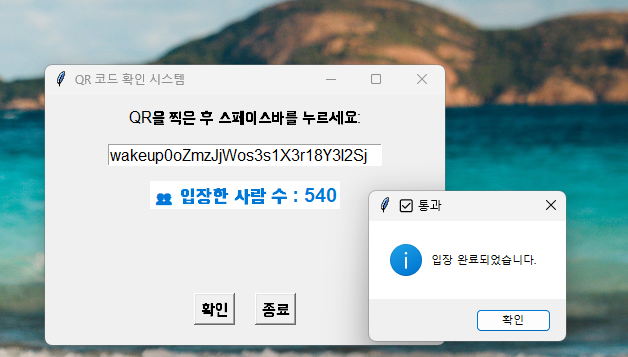 QR 코드 확인 시스템
QR을 찍은 후 스페이스바를 누르세요:
wakeup0oZmzJjWos3s1X3r18Y3l2Sj
👥 입장한 사람 수 : 540
☑ 통과
입장 완료되었습니다.
확인
확인 종료